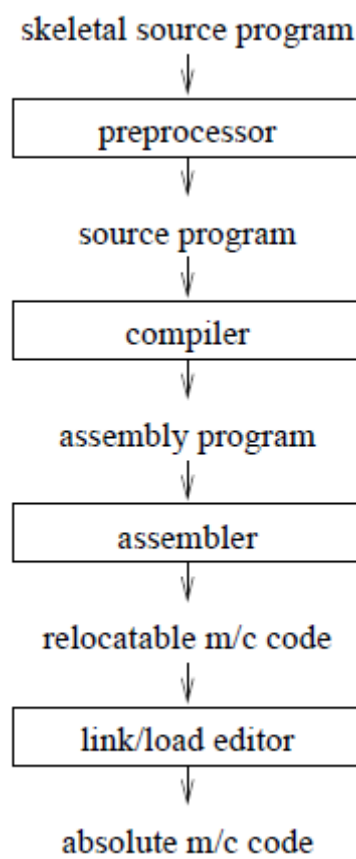 skeletal source program
preprocessor
source program
compiler
assembly program
assembler
relocatable m/c code
link/load editor
absolute m/c code